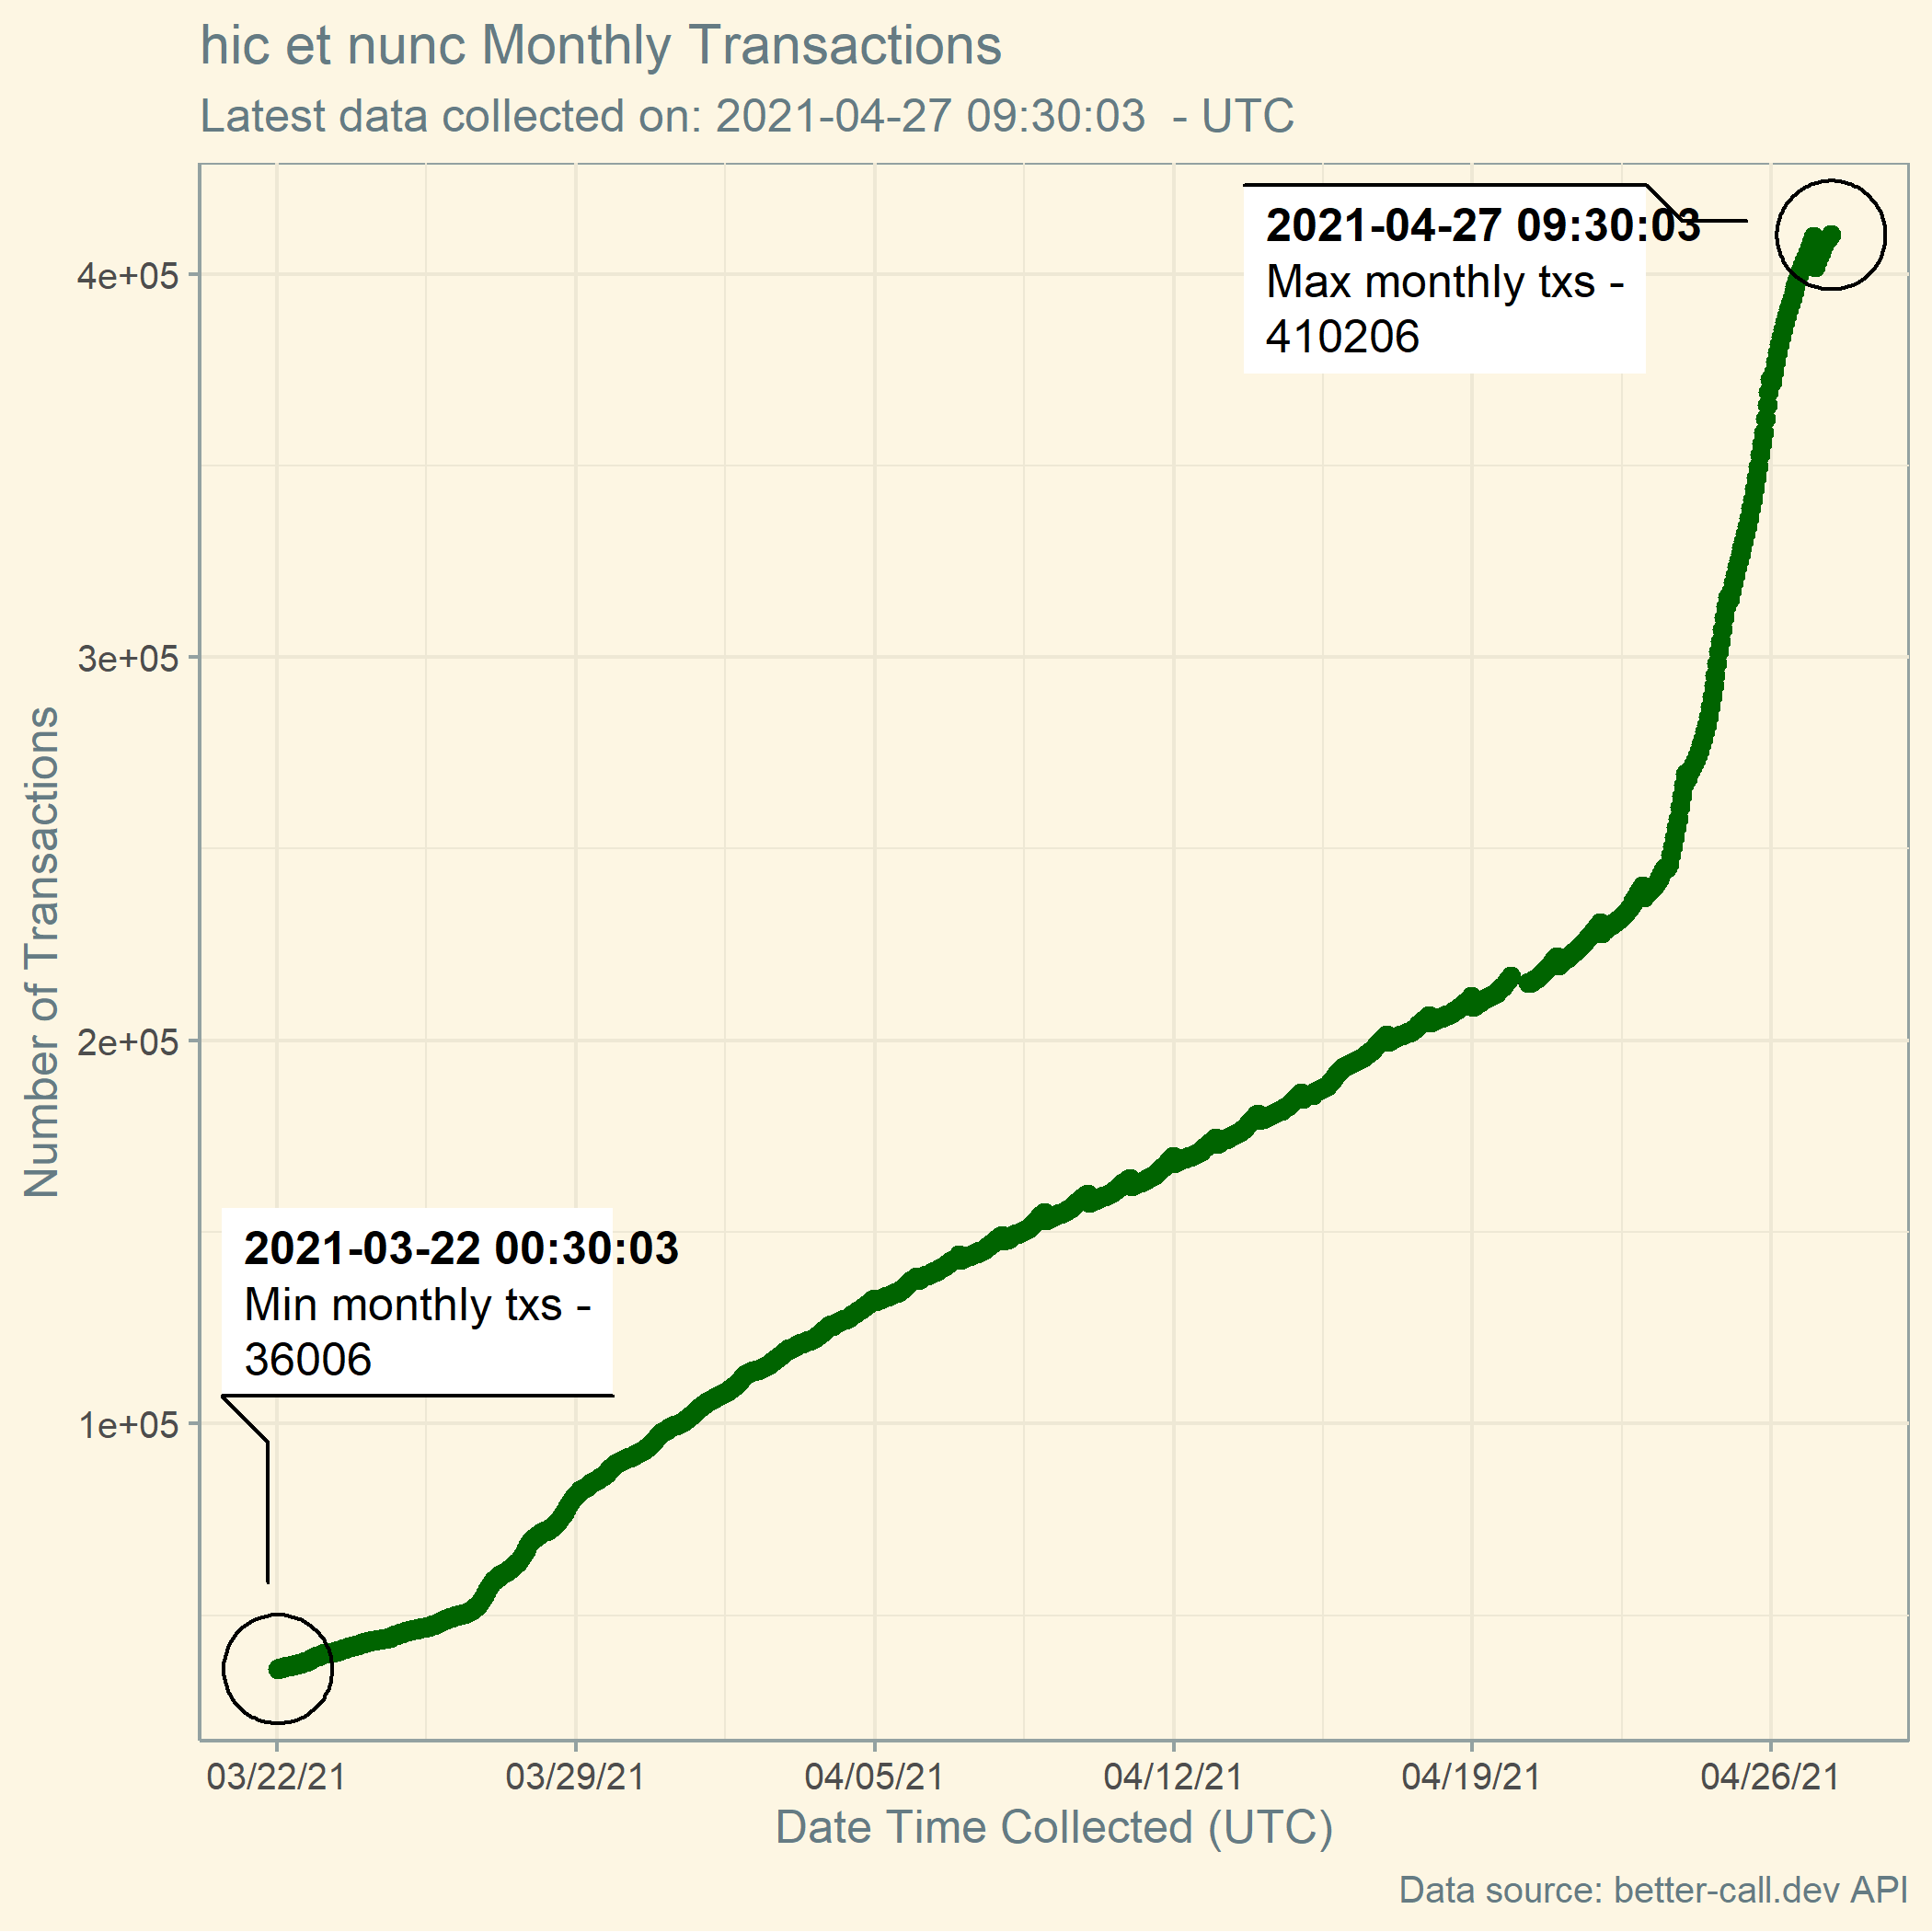 hic et nunc Monthly Transactions
Latest data collected on: 2021-04-27 09:30:03 - UTC
2021-04-27 09:30:03
Max monthly txs -
410206
4e+05
3e+05
2e+05
1e+05
Number of Transactions
2021-03-22 00:30:03
Min monthly txs -
36006
03/22/21
03/29/21
04/05/21
04/12/21
04/19/21
04/26/21
Date Time Collected (UTC)
Data source: better-call.dev API